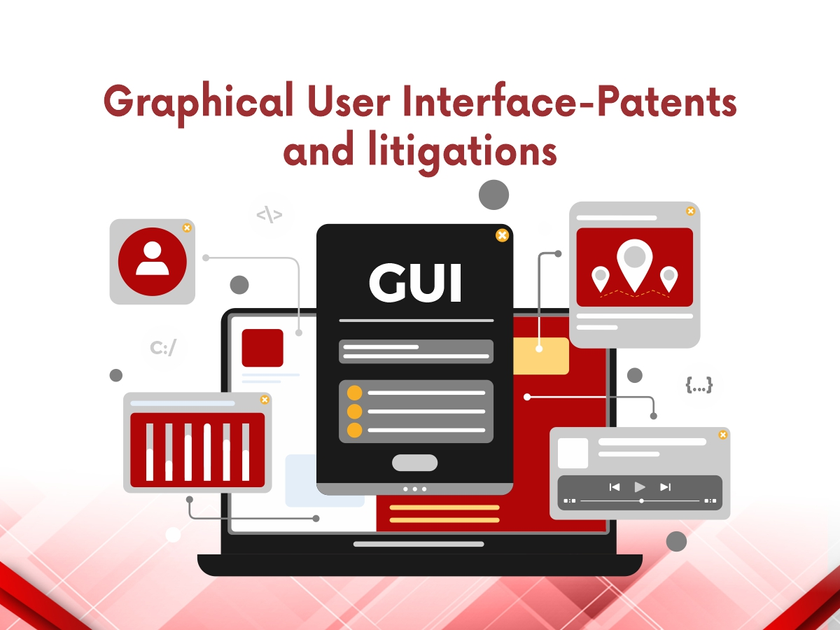 Graphical User Interface-Patents
and litigations
</>
GUI
C:/
{...}